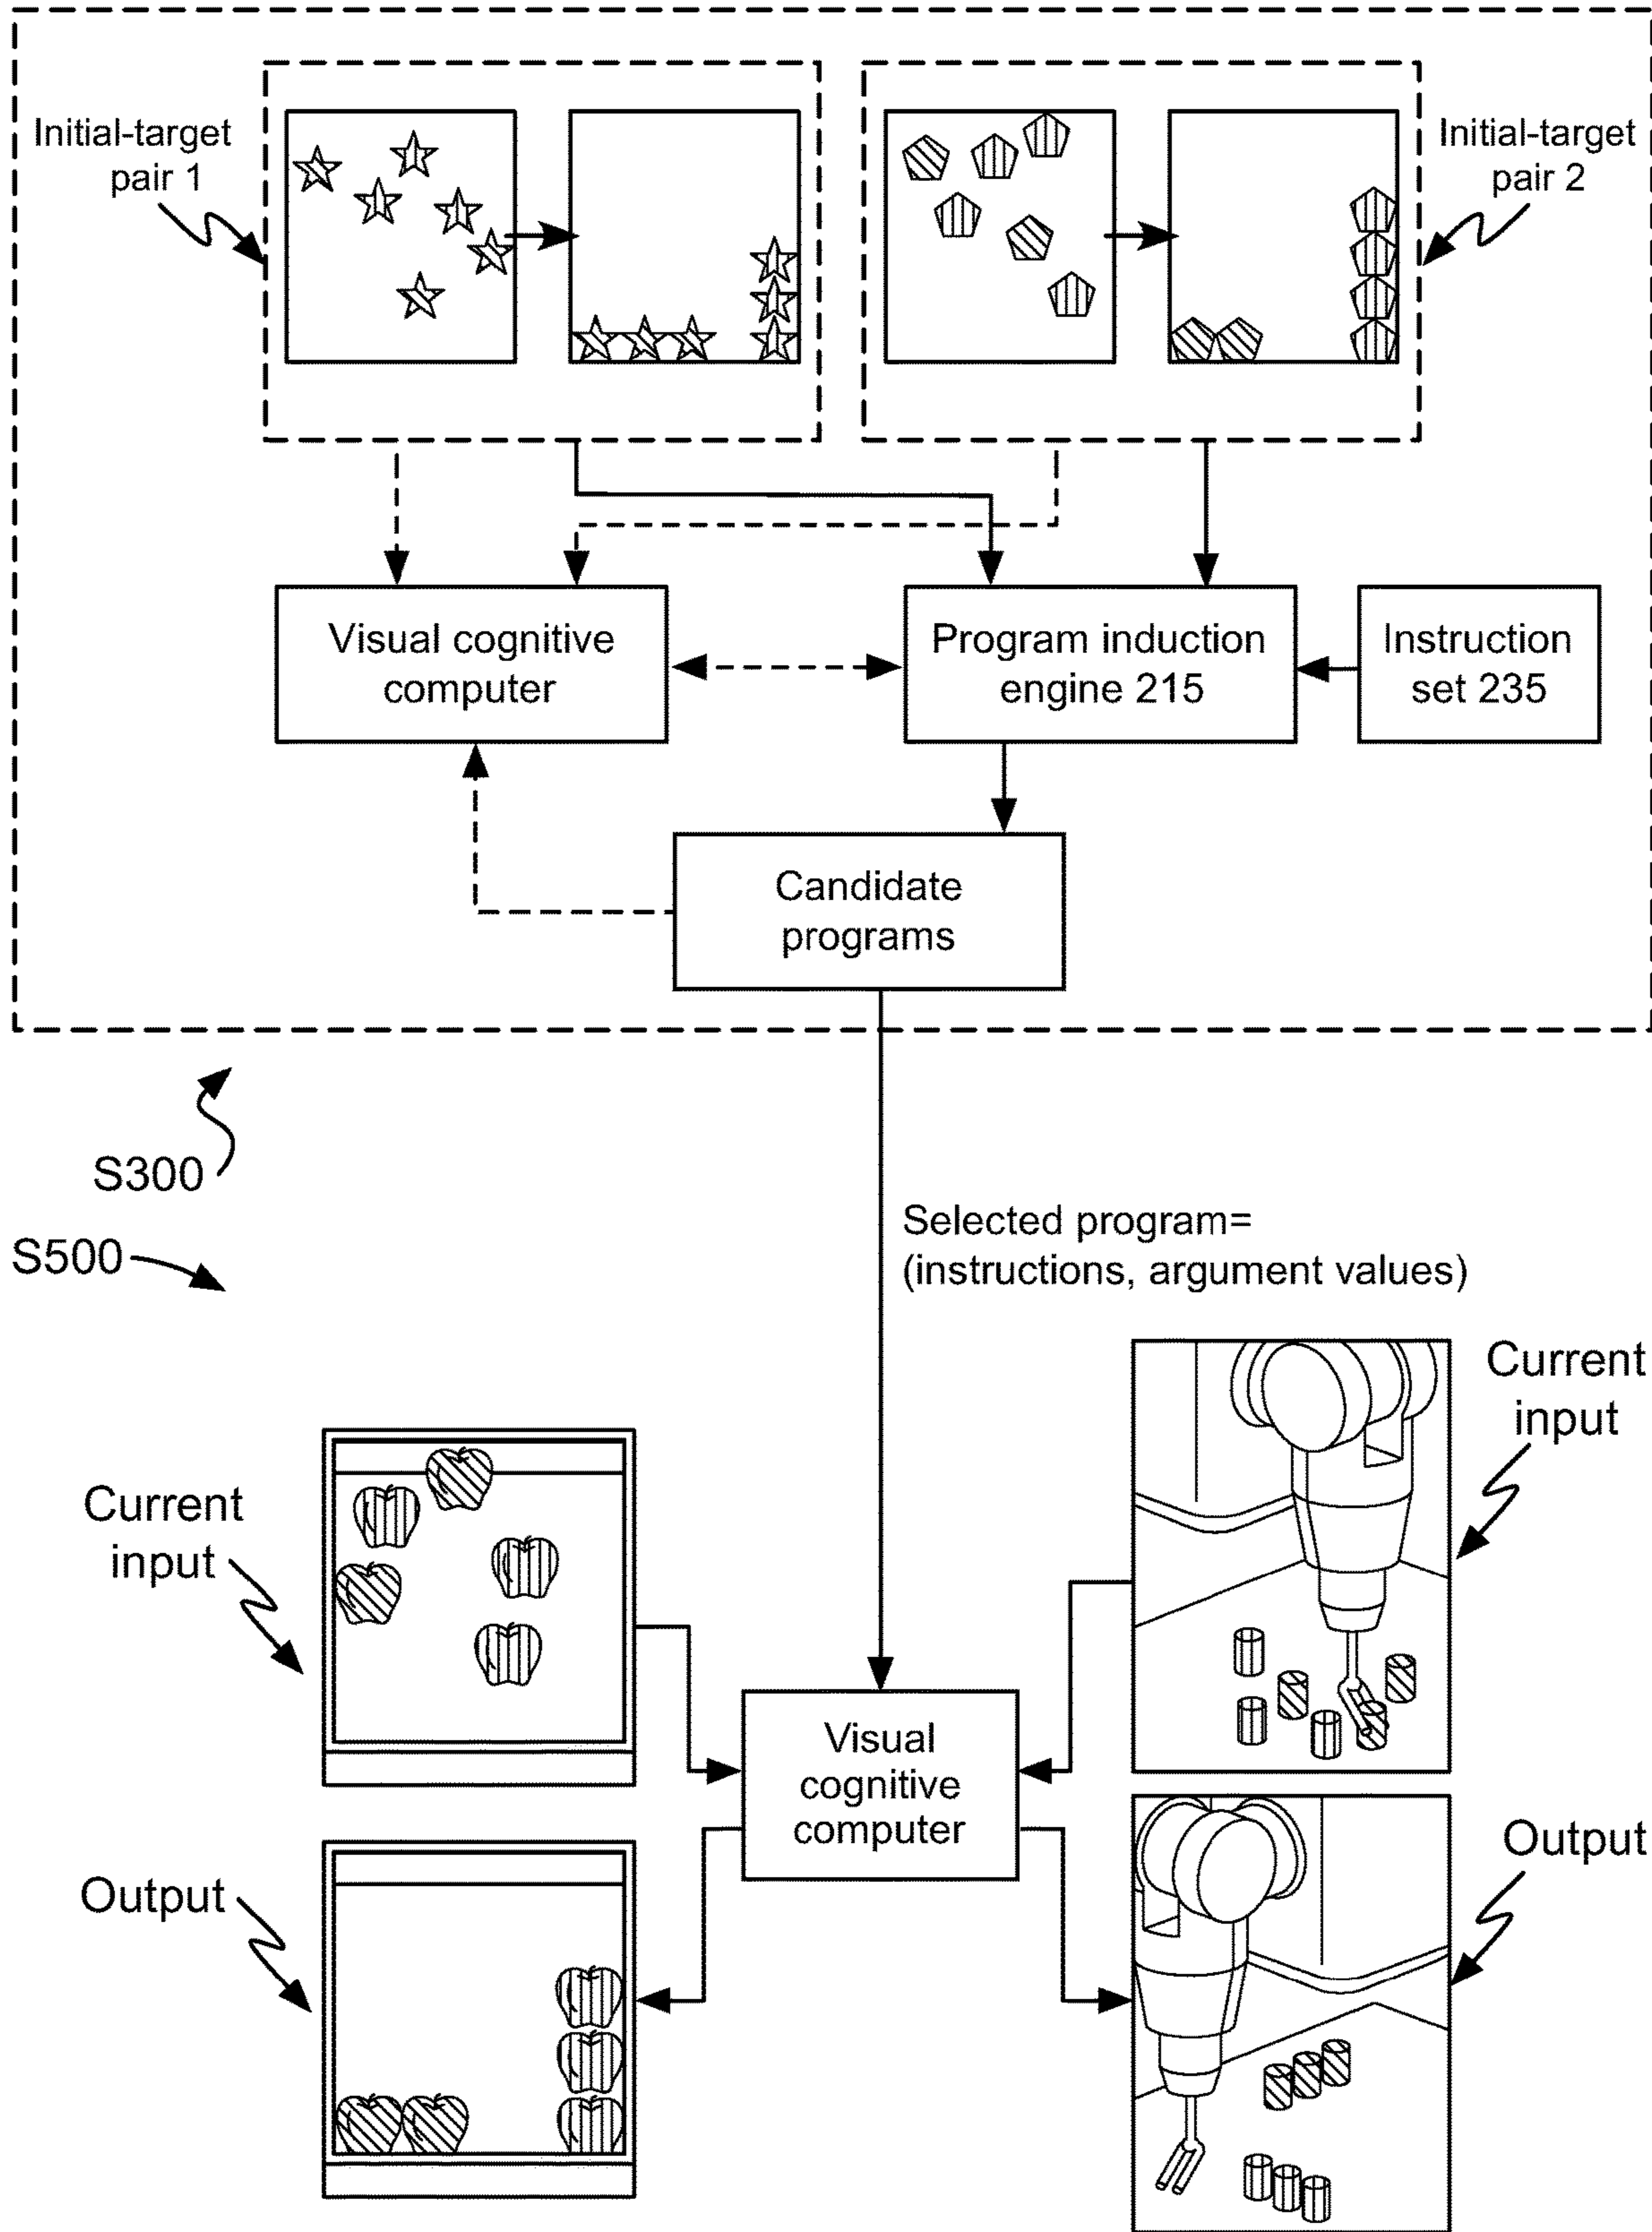 Initial-target
pair 1
Initial-target
pair 2
Visual cognitive
computer
Program induction
engine 215
Instruction
set 235
Candidate
programs
S300
S500
Selected program=
(instructions, argument values)
Current
input
Current
input
Visual
cognitive
computer
Output
Output